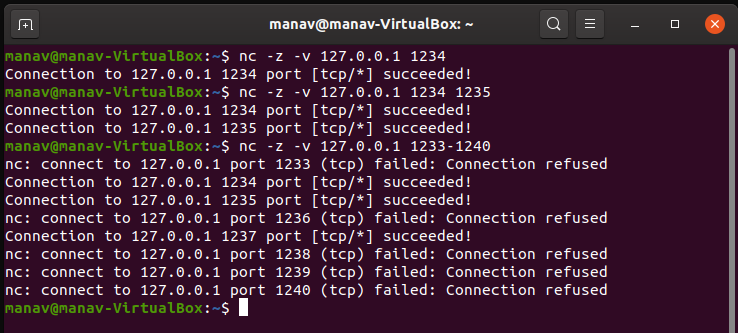 manav@manav-VirtualBox: ~
manav@manav-VirtualBox:~$ nc -z -v 127.0.0.1 1234
Connection to 127.0.0.1 1234 port [tcp/*] succeeded!
manav@manav-VirtualBox:~$ nc -z -v 127.0.0.1 1234 1235
Connection to 127.0.0.1 1234 port [tcp/*] succeeded!
Connection to 127.0.0.1 1235 port [tcp/*] succeeded!
manav@manav-VirtualBox:~$ nc -z -v 127.0.0.1 1233-1240
nc: connect to 127.0.0.1 port 1233 (tcp) failed: Connection refused
Connection to 127.0.0.1 1234 port [tcp/*] succeeded!
Connection to 127.0.0.1 1235 port [tcp/*] succeeded!
nc: connect to 127.0.0.1 port 1236 (tcp) failed: Connection refused
Connection to 127.0.0.1 1237 port [tcp/*] succeeded!
nc: connect to 127.0.0.1 port 1238 (tcp) failed: Connection refused
nc: connect to 127.0.0.1 port 1239 (tcp) failed: Connection refused
nc: connect to 127.0.0.1 port 1240 (tcp) failed: Connection refused
manav@manav-VirtualBox:~$